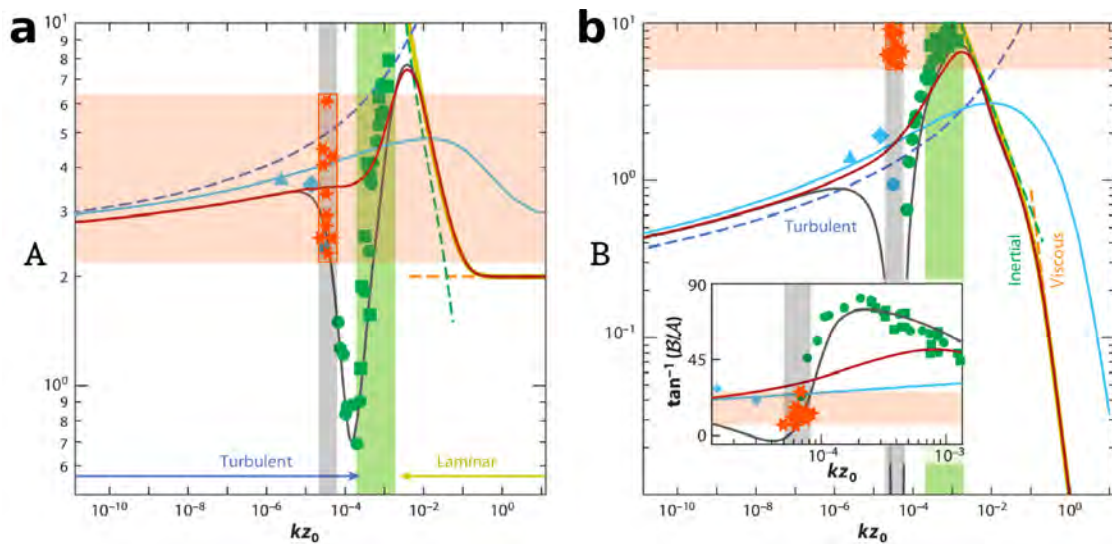 a
10¹
9
8
7
6
5
4
3
2
10⁰
9
8
7
6
A
Turbulent
Laminar
10⁻¹⁰
10⁻⁸
10⁻⁶
10⁻⁴
10⁻²
10⁰
kz₀
b
10¹
10⁰
10⁻¹
B
Turbulent
Inertial
Viscous
90
45
0
tan⁻¹ (B/A)
10⁻⁴
10⁻³
kz₀
10⁻¹⁰
10⁻⁸
10⁻⁶
10⁻⁴
10⁻²
10⁰
kz₀